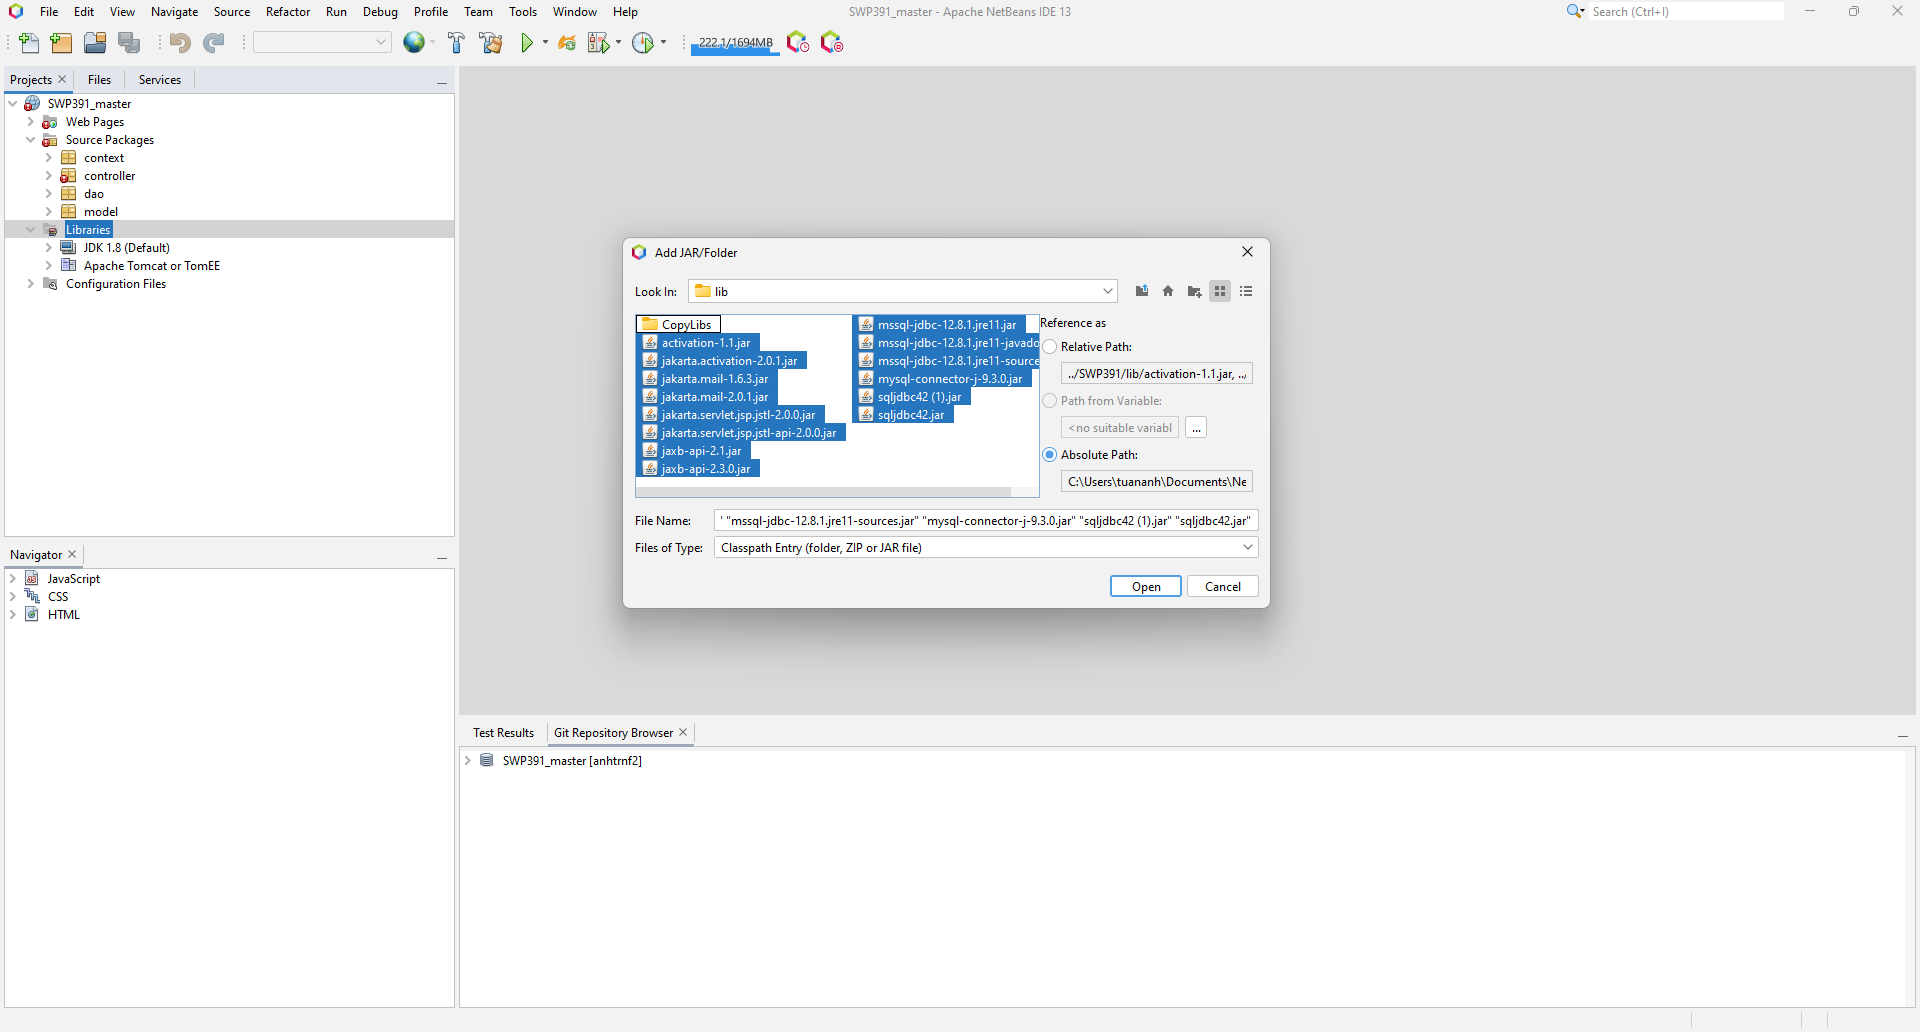 File Edit View Navigate Source Refactor Run Debug Profile Team Tools Window Help
SWP391_master - Apache NetBeans IDE 13
Search (Ctrl+I)
222.1/1694MB
Projects Files Services
SWP391_master
Web Pages
Source Packages
context
controller
dao
model
Libraries
JDK 1.8 (Default)
Apache Tomcat or TomEE
Configuration Files
Navigator
JavaScript
CSS
HTML
Add JAR/Folder
Look In: lib
CopyLibs
activation-1.1.jar
jakarta.activation-2.0.1.jar
jakarta.mail-1.6.3.jar
jakarta.mail-2.0.1.jar
jakarta.servlet.jsp.jstl-2.0.0.jar
jakarta.servlet.jsp.jstl-api-2.0.0.jar
jaxb-api-2.1.jar
jaxb-api-2.3.0.jar
mssql-jdbc-12.8.1.jre11.jar
mssql-jdbc-12.8.1.jre11-javado
mssql-jdbc-12.8.1.jre11-source
mysql-connector-j-9.3.0.jar
sqljdbc42 (1).jar
sqljdbc42.jar
Reference as
Relative Path:
../SWP391/lib/activation-1.1.jar, ../
Path from Variable:
<no suitable variabl ...
Absolute Path:
C:\Users\tuananh\Documents\Ne
File Name: " "mssql-jdbc-12.8.1.jre11-sources.jar" "mysql-connector-j-9.3.0.jar" "sqljdbc42 (1).jar" "sqljdbc42.jar"
Files of Type: Classpath Entry (folder, ZIP or JAR file)
Open Cancel
Test Results Git Repository Browser
SWP391_master [anhtrnf2]